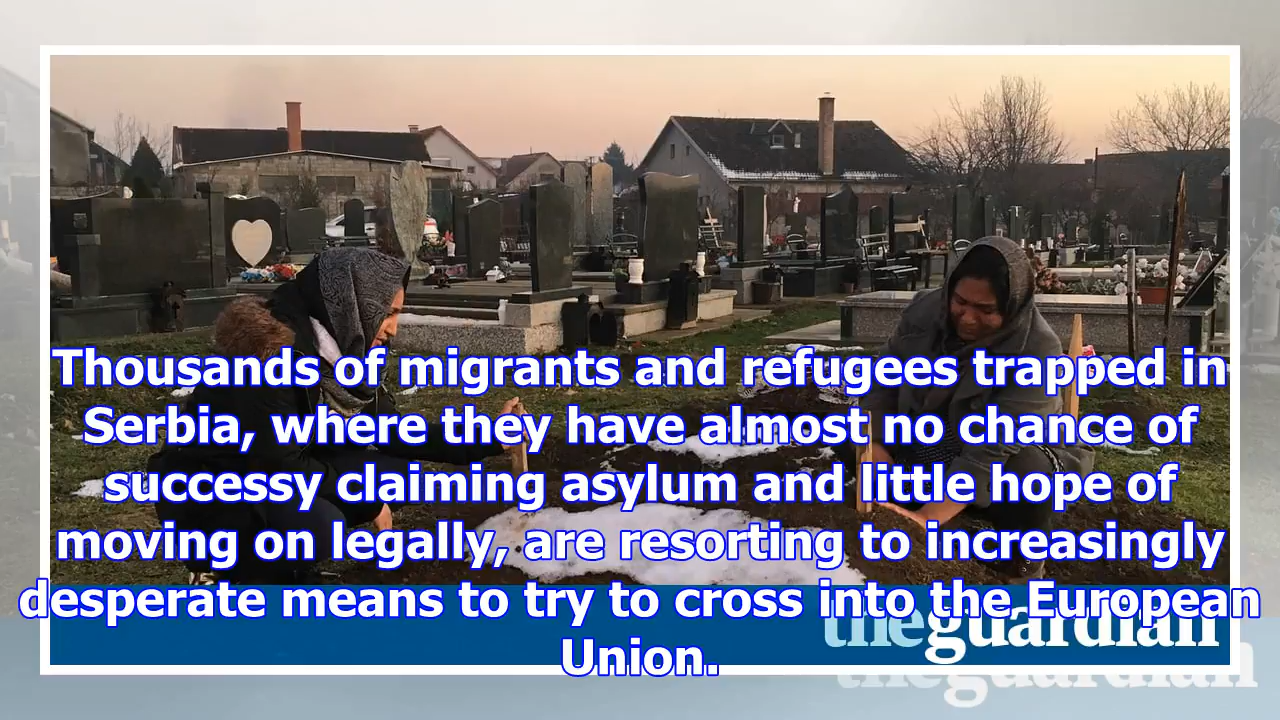 Thousands of migrants and refugees trapped in
Serbia, where they have almost no chance of
successy claiming asylum and little hope of
moving on legally, are resorting to increasingly
desperate means to try to cross into the European
Union.
theguardian
theguardian